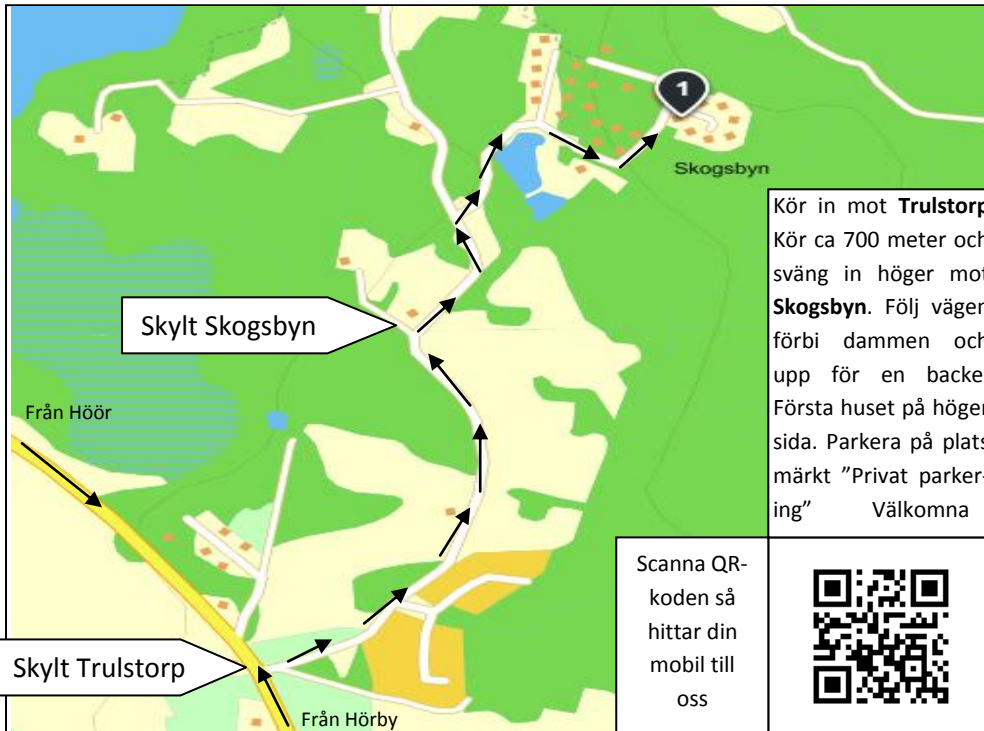 1
Skogsbyn
Kör in mot Trulstorp
Kör ca 700 meter och
sväng in höger mot
Skogsbyn. Följ vägen
förbi dammen och
upp för en backe.
Första huset på höger
sida. Parkera på plats
märkt ”Privat parker-
ing” Välkomna
Skylt Skogsbyn
Från Höör
Scanna QR-
koden så
hittar din
mobil till
oss
Skylt Trulstorp
Från Hörby